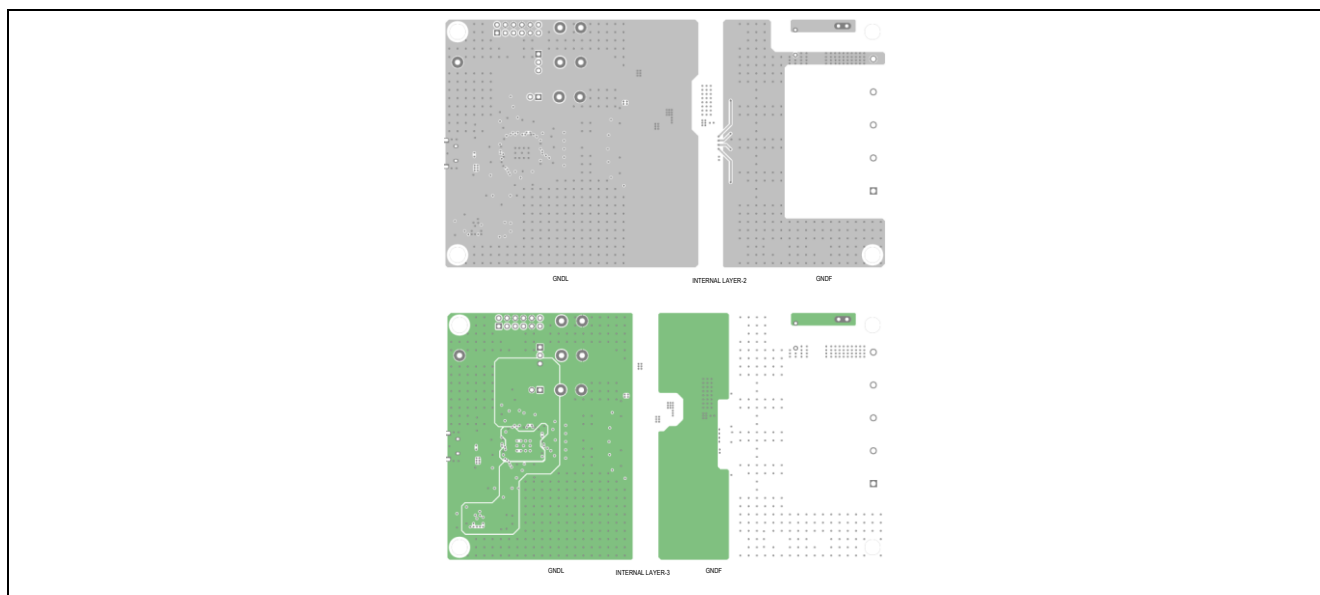 GNDL INTERNAL LAYER-2 GNDF
GNDL INTERNAL LAYER-3 GNDF